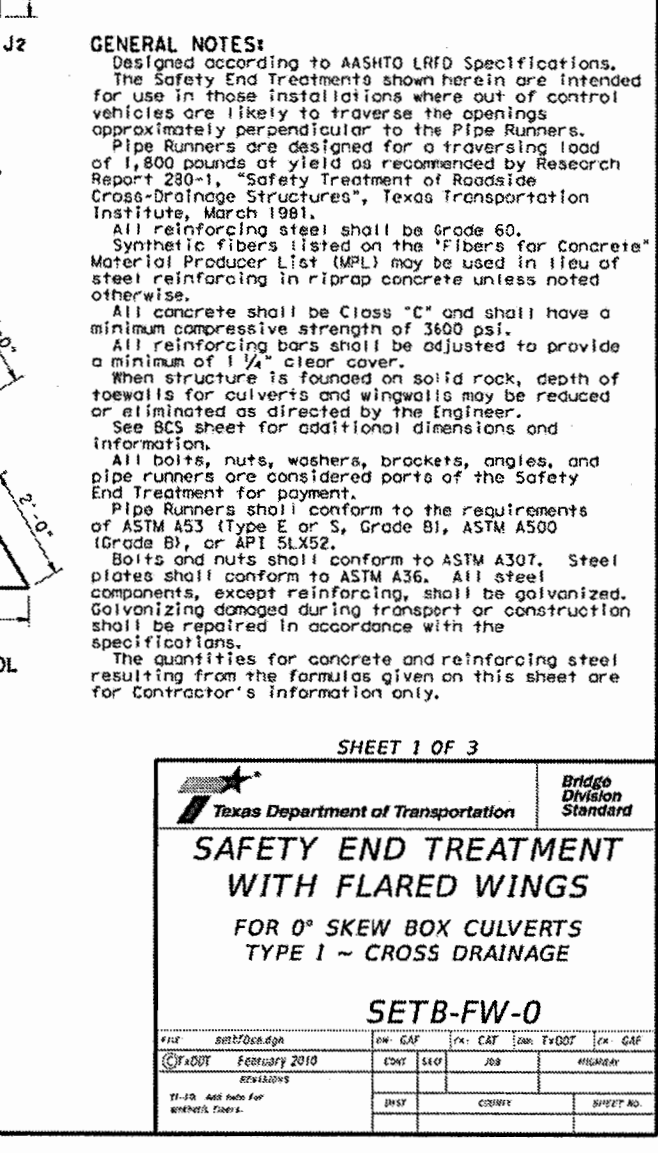 J2
GENERAL NOTES:
Designed according to AASHTO LRFD Specifications.
The Safety End Treatments shown herein are intended
for use in those installations where out of control
vehicles are likely to traverse the openings
approximately perpendicular to the Pipe Runners.
Pipe Runners are designed for a traversing load
of 1,800 pounds at yield as recommended by Research
Report 280-1, "Safety Treatment of Roadside
Cross-Drainage Structures", Texas Transportation
Institute, March 1981.
All reinforcing steel shall be Grade 60.
Synthetic fibers listed on the "Fibers for Concrete"
Material Producer List (MPL) may be used in lieu of
steel reinforcing in riprap concrete unless noted
otherwise.
All concrete shall be Class "C" and shall have a
minimum compressive strength of 3600 psi.
All reinforcing bars shall be adjusted to provide
a minimum of 1 1/4" clear cover.
When structure is founded on solid rock, depth of
toewalls for culverts and wingwalls may be reduced
or eliminated as directed by the Engineer.
See BCS sheet for additional dimensions and
information.
All bolts, nuts, washers, brackets, angles, and
pipe runners are considered parts of the Safety
End Treatment for payment.
Pipe Runners shall conform to the requirements
of ASTM A53 (Type E or S, Grade B), ASTM A500
(Grade B), or API 5LX52.
Bolts and nuts shall conform to ASTM A307. Steel
plates shall conform to ASTM A36. All steel
components, except reinforcing, shall be galvanized.
Galvanizing damaged during transport or construction
shall be repaired in accordance with the
specifications.
The quantities for concrete and reinforcing steel
resulting from the formulas given on this sheet are
for Contractor's information only.
2'-0"
OL
SHEET 1 OF 3
Texas Department of Transportation
Bridge
Division
Standard
SAFETY END TREATMENT
WITH FLARED WINGS
FOR 0° SKEW BOX CULVERTS
TYPE I ~ CROSS DRAINAGE
SETB-FW-0
FILE: setbf0se.dgn DN: GAF CK: CAT DW: TxDOT CK: GAF
©TxDOT February 2010 CONT SECT JOB HIGHWAY
REVISIONS
11-10: Add note for
synthetic fibers.
DIST COUNTY SHEET NO.